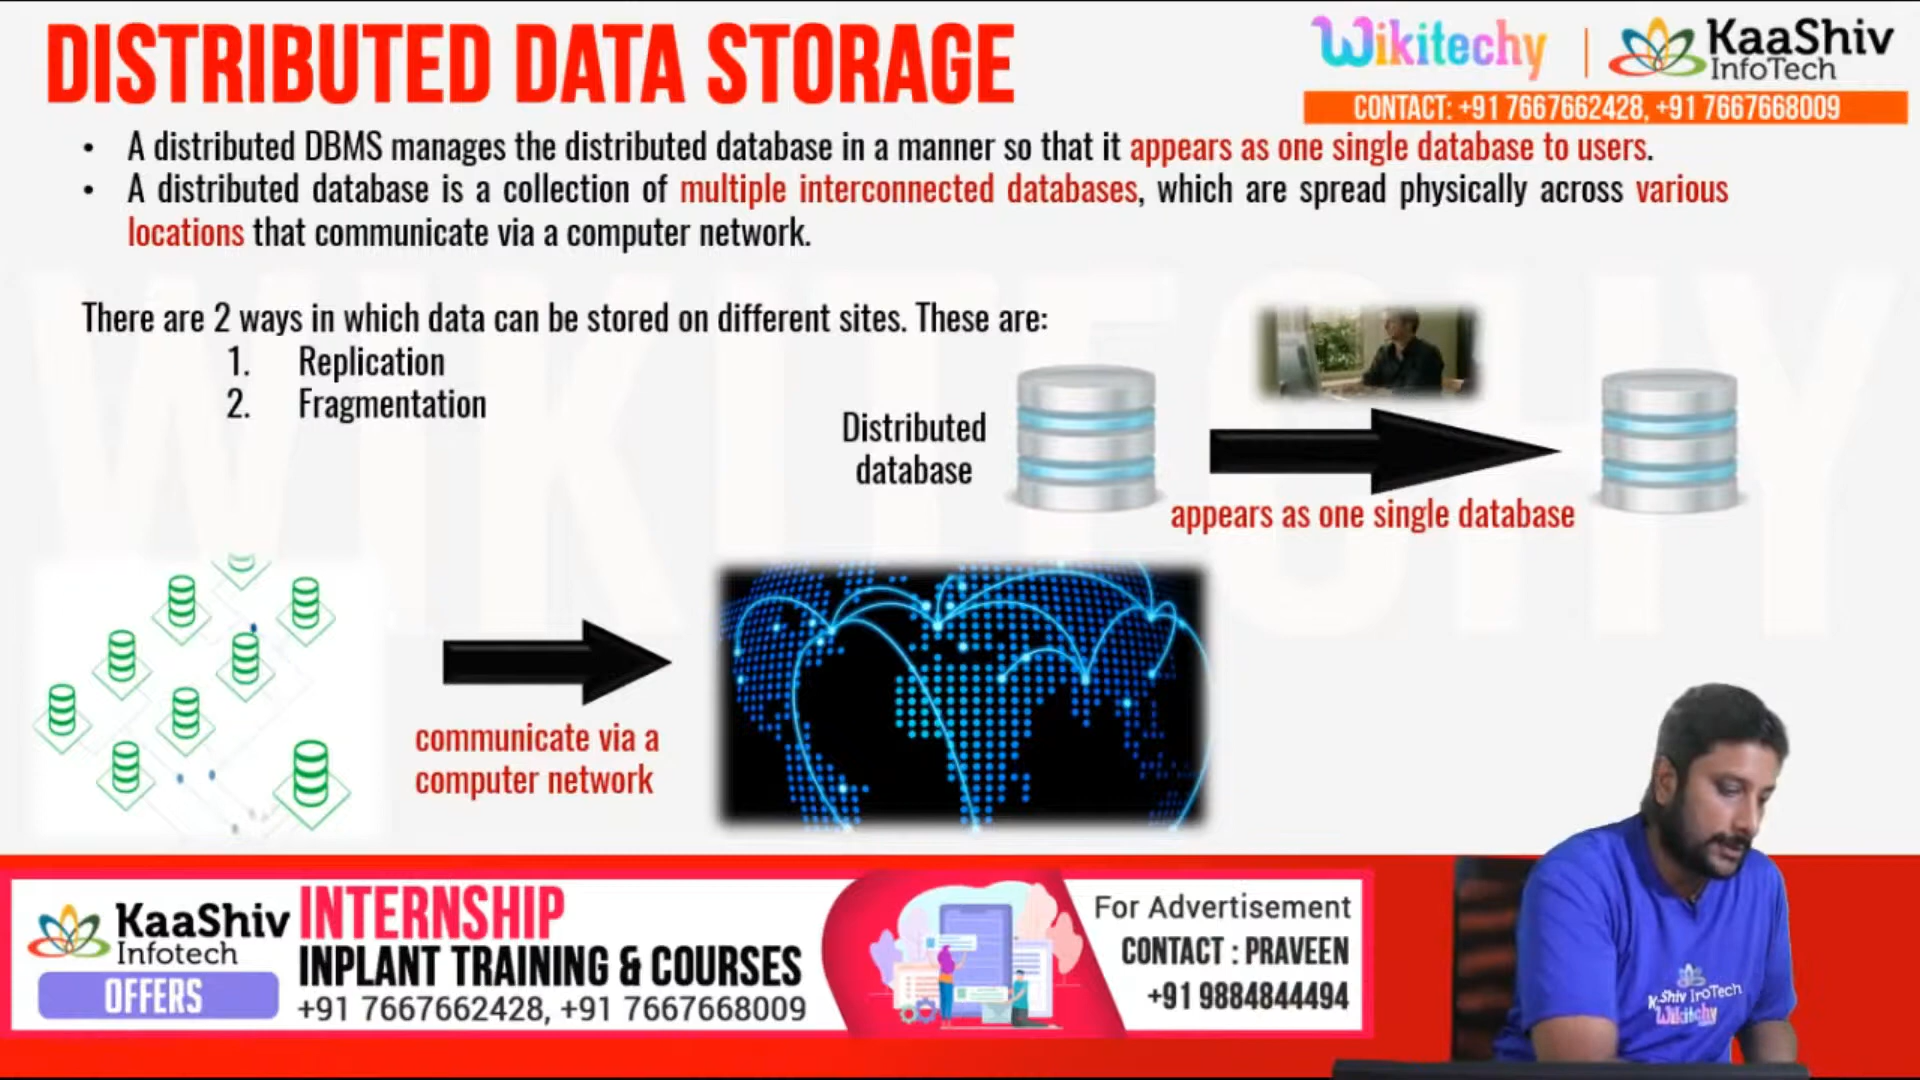 DISTRIBUTED DATA STORAGE
Wikitechy
KaaShiv
InfoTech
CONTACT: +91 7667662428, +91 7667668009
• A distributed DBMS manages the distributed database in a manner so that it appears as one single database to users.
• A distributed database is a collection of multiple interconnected databases, which are spread physically across various
locations that communicate via a computer network.
There are 2 ways in which data can be stored on different sites. These are:
1. Replication
2. Fragmentation
Distributed
database
appears as one single database
communicate via a
computer network
WIKITECHY
KaaShiv
Infotech
OFFERS
INTERNSHIP
INPLANT TRAINING & COURSES
+91 7667662428, +91 7667668009
For Advertisement
CONTACT : PRAVEEN
+91 9884844494
Wikitechy